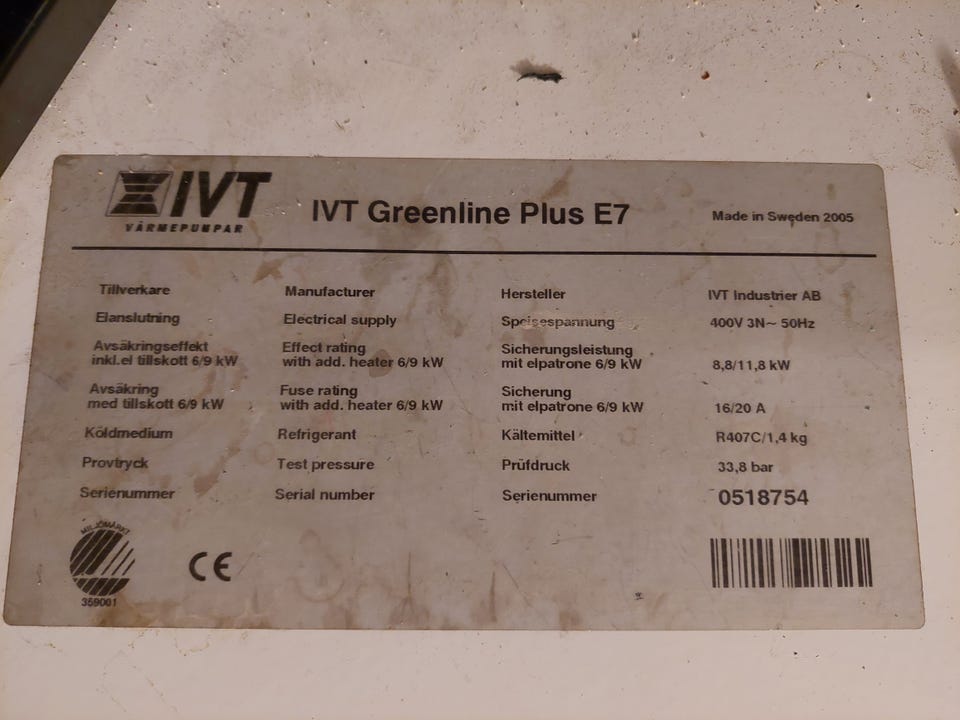 IVT
VÄRMEPUMPAR
IVT Greenline Plus E7
Made in Sweden 2005
Tillverkare Manufacturer Hersteller IVT Industrier AB
Elanslutning Electrical supply Speisespannung 400V 3N~ 50Hz
Avsäkringseffekt Effect rating Sicherungsleistung
inkl.el tillskott 6/9 kW with add. heater 6/9 kW mit elpatrone 6/9 kW 8,8/11,8 kW
Avsäkring Fuse rating Sicherung
med tillskott 6/9 kW with add. heater 6/9 kW mit elpatrone 6/9 kW 16/20 A
Köldmedium Refrigerant Kältemittel R407C/1,4 kg
Provtryck Test pressure Prüfdruck 33,8 bar
Serienummer Serial number Serienummer 0518754
MILJÖMÄRKT
359001
CE